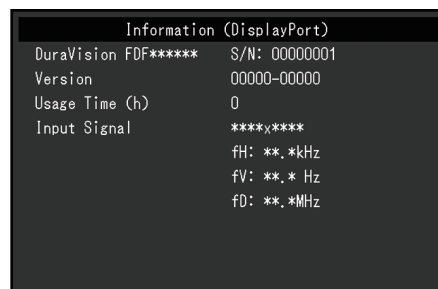 Information (DisplayPort)
DuraVision FDF****** S/N: 00000001
Version 00000-00000
Usage Time (h) 0
Input Signal ****x****
fH: **.*kHz
fV: **.* Hz
fD: **.*MHz